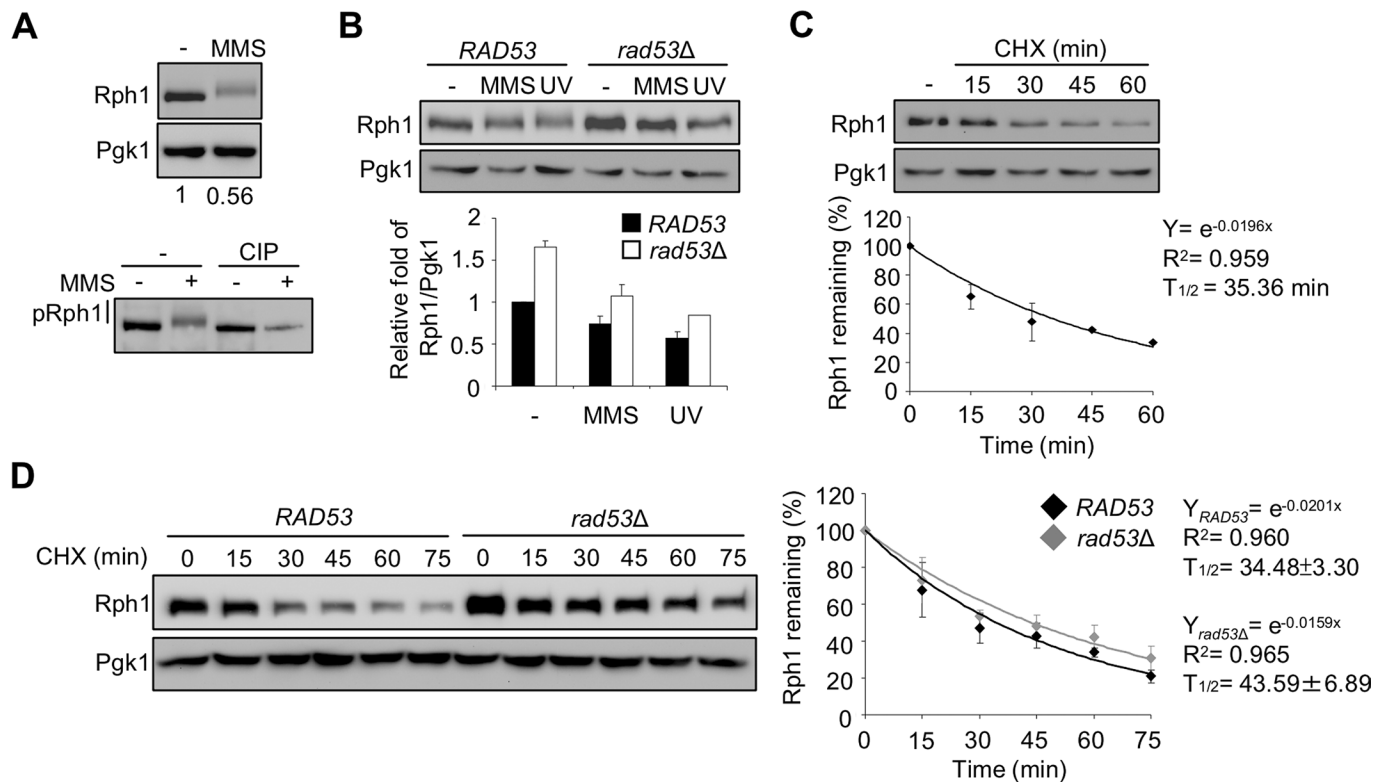 A
- MMS
Rph1
Pgk1
1 0.56
- CIP
MMS - + - +
pRph1
B
RAD53 rad53Δ
- MMS UV - MMS UV
Rph1
Pgk1
Relative fold of
Rph1/Pgk1
2
1.5
1
0.5
0
RAD53
rad53Δ
- MMS UV
C
CHX (min)
- 15 30 45 60
Rph1
Pgk1
Rph1 remaining (%)
120
100
80
60
40
20
0
0 15 30 45 60
Time (min)
Y= e-0.0196x
R2= 0.959
T1/2 = 35.36 min
D
RAD53 rad53Δ
CHX (min) 0 15 30 45 60 75 0 15 30 45 60 75
Rph1
Pgk1
Rph1 remaining (%)
120
100
80
60
40
20
0
0 15 30 45 60 75
Time (min)
RAD53
rad53Δ
YRAD53= e-0.0201x
R2= 0.960
T1/2= 34.48±3.30
Yrad53Δ= e-0.0159x
R2= 0.965
T1/2= 43.59±6.89